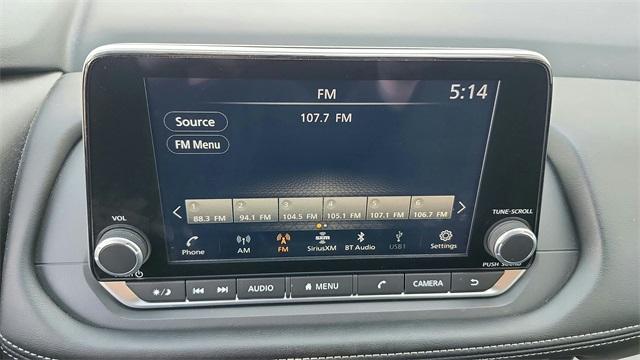 FM
5:14
Source
107.7 FM
FM Menu
1 2 3 4 5 6
88.3 FM 94.1 FM 104.5 FM 105.1 FM 107.1 FM 106.7 FM
VOL
TUNE·SCROLL
Phone AM FM SiriusXM BT Audio USB1 Settings
PUSH SOUND
AUDIO MENU CAMERA